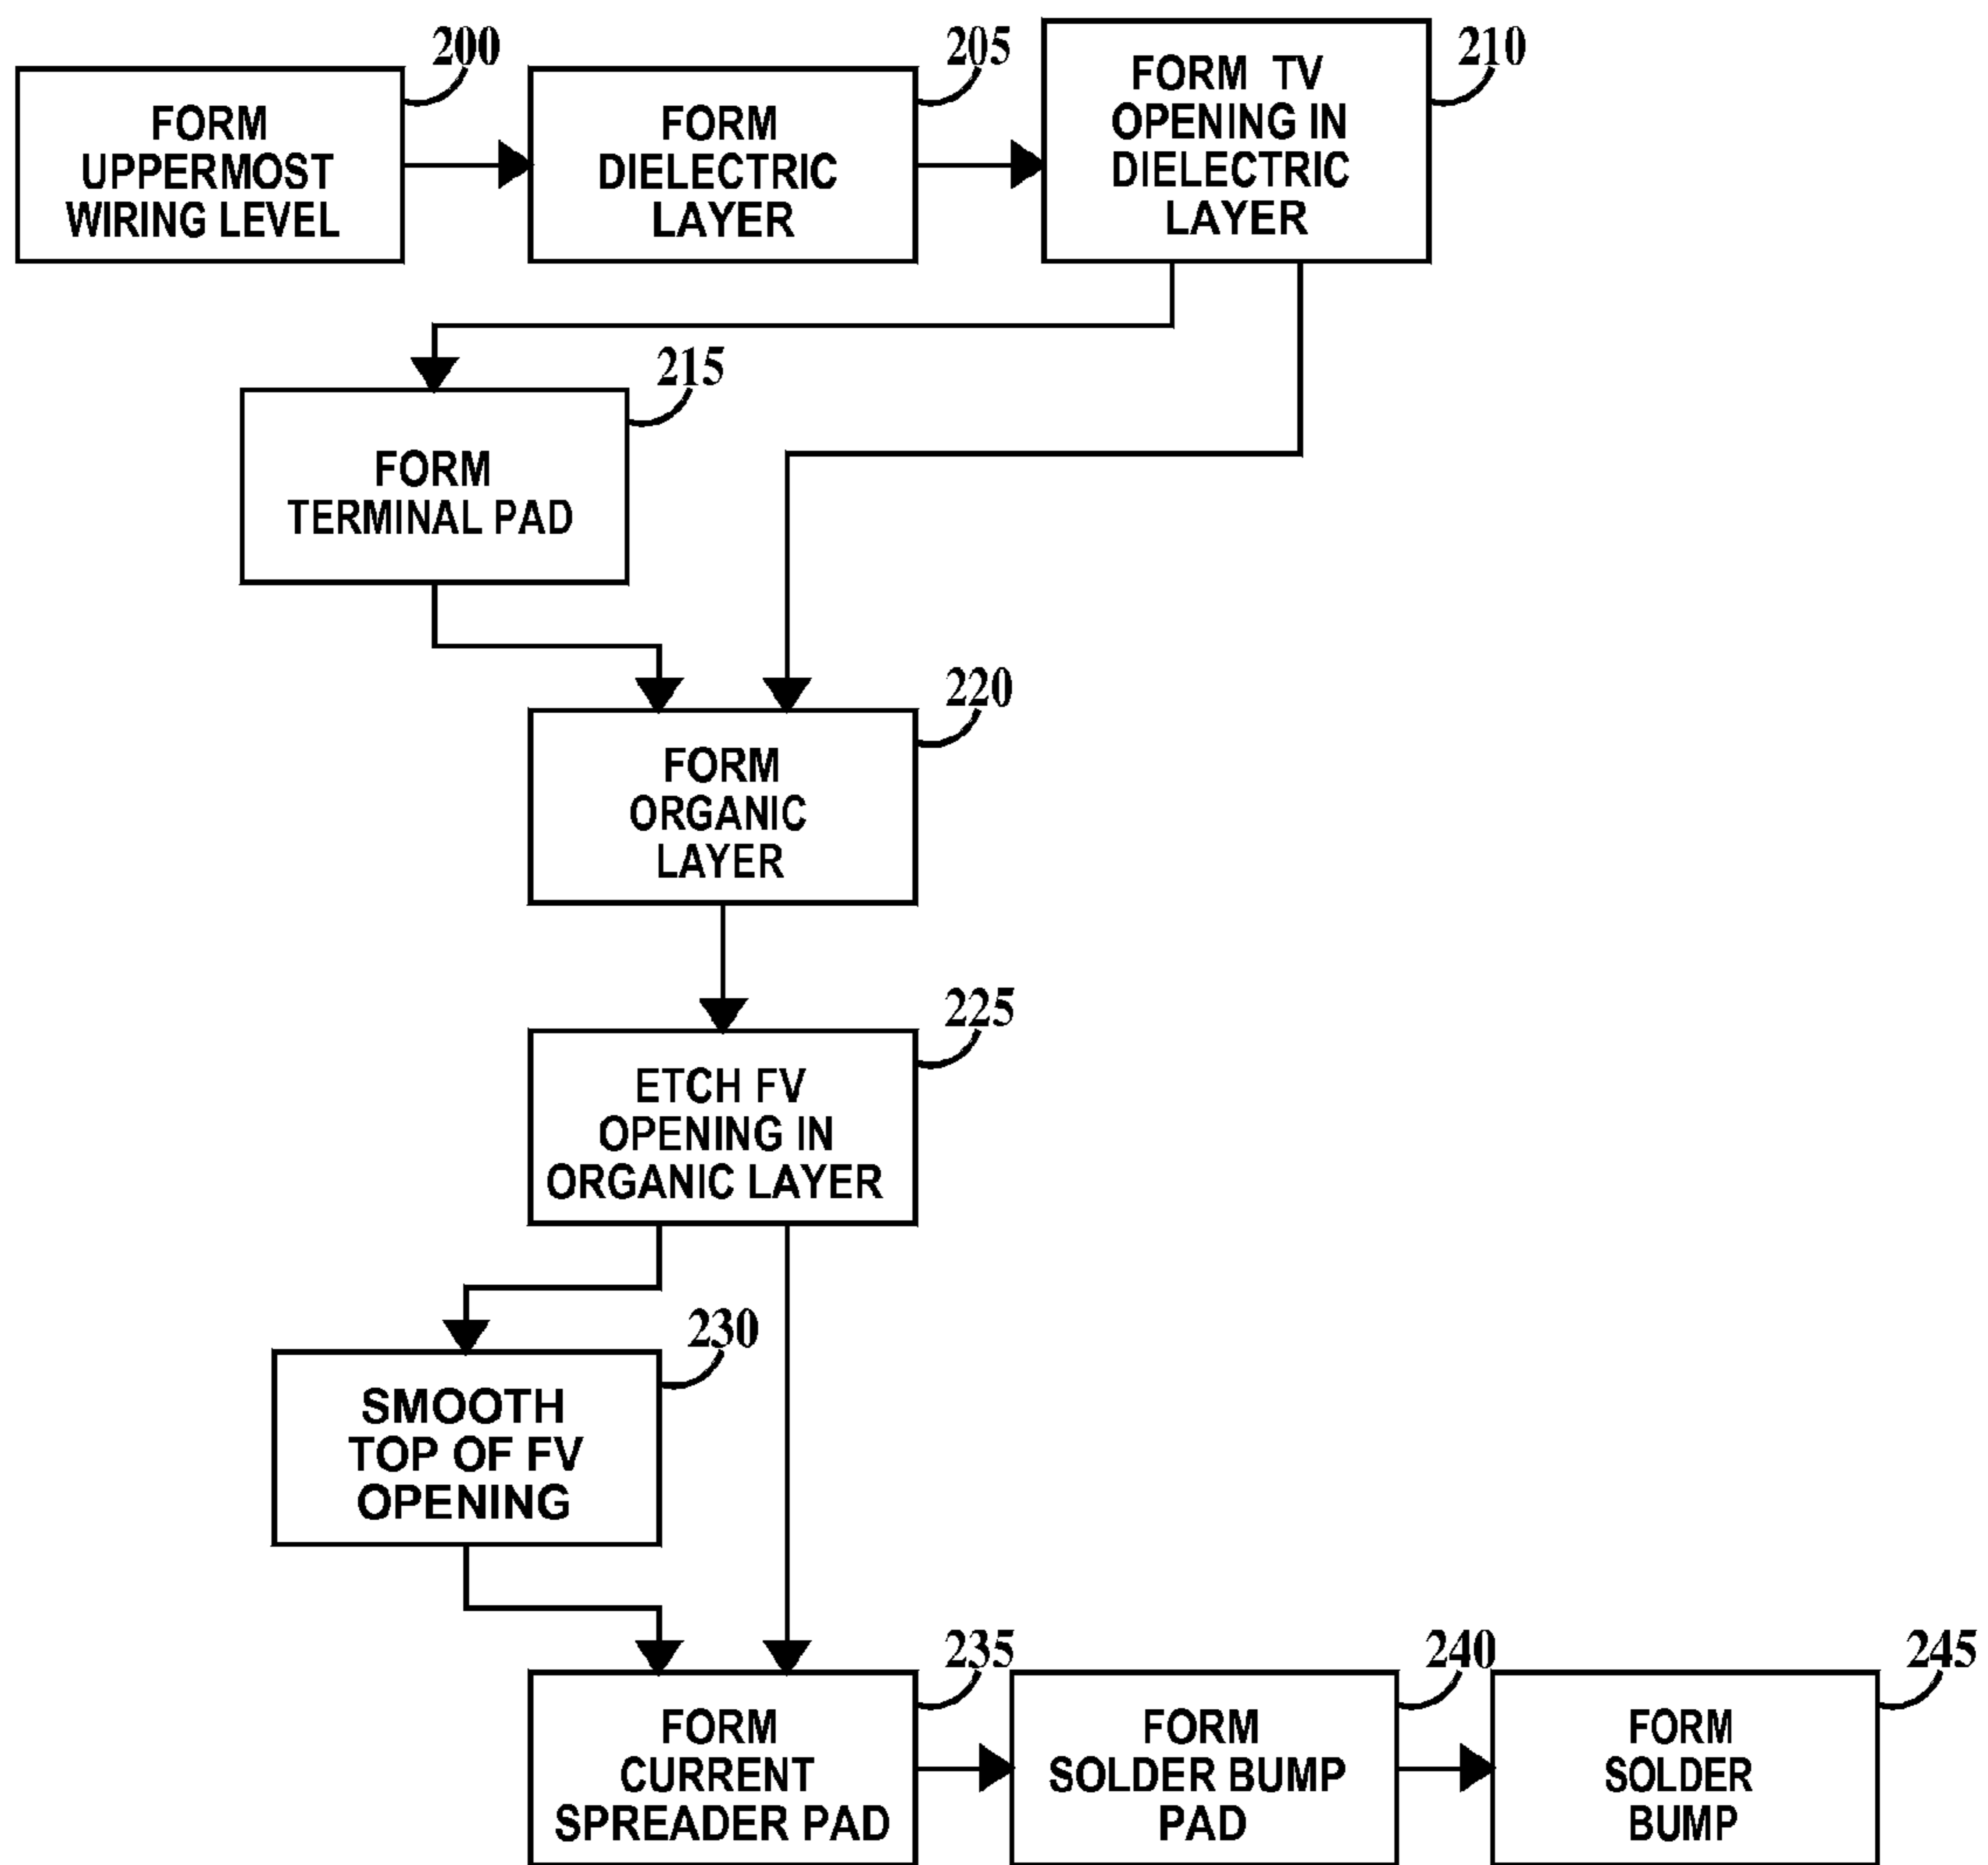 200
FORM
UPPERMOST
WIRING LEVEL
205
FORM
DIELECTRIC
LAYER
210
FORM TV
OPENING IN
DIELECTRIC
LAYER
215
FORM
TERMINAL PAD
220
FORM
ORGANIC
LAYER
225
ETCH FV
OPENING IN
ORGANIC LAYER
230
SMOOTH
TOP OF FV
OPENING
235
FORM
CURRENT
SPREADER PAD
240
FORM
SOLDER BUMP
PAD
245
FORM
SOLDER
BUMP